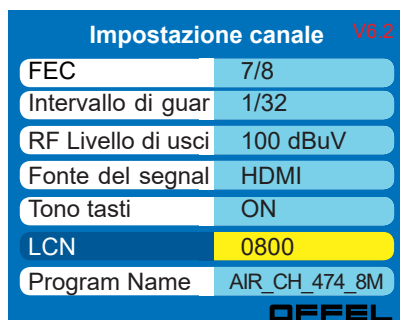 Impostazione canale V6.2
FEC 7/8
Intervallo di guar 1/32
RF Livello di usci 100 dBuV
Fonte del segnal HDMI
Tono tasti ON
LCN 0800
Program Name AIR_CH_474_8M
OFFEL